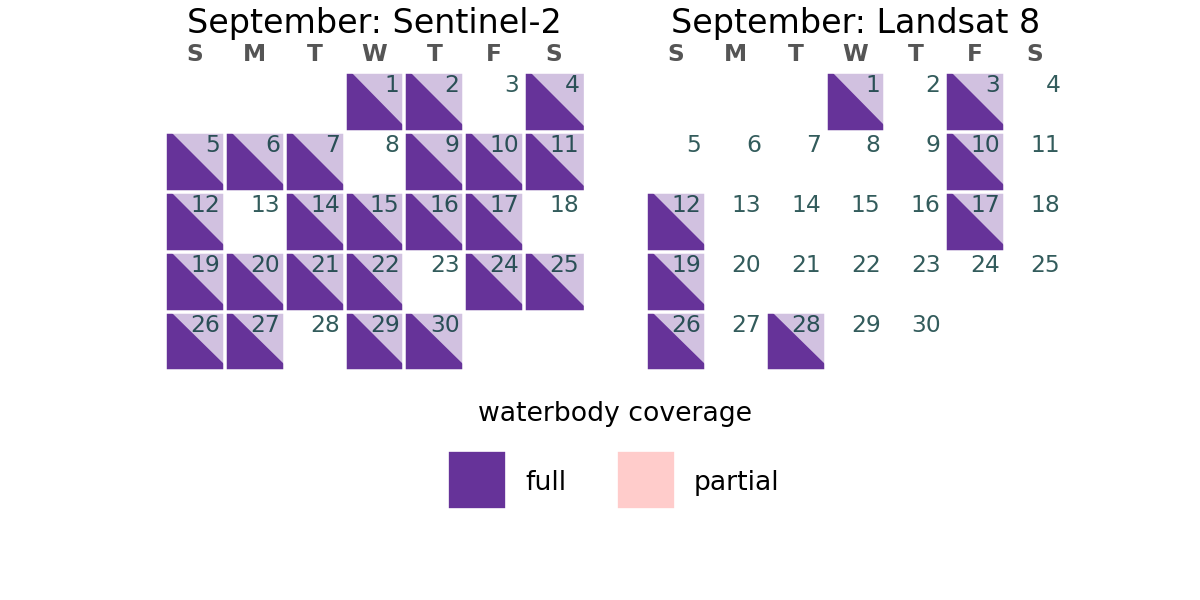 September: Sentinel-2
S M T W T F S
1 2 3 4
5 6 7 8 9 10 11
12 13 14 15 16 17 18
19 20 21 22 23 24 25
26 27 28 29 30
September: Landsat 8
S M T W T F S
1 2 3 4
5 6 7 8 9 10 11
12 13 14 15 16 17 18
19 20 21 22 23 24 25
26 27 28 29 30
waterbody coverage
full partial